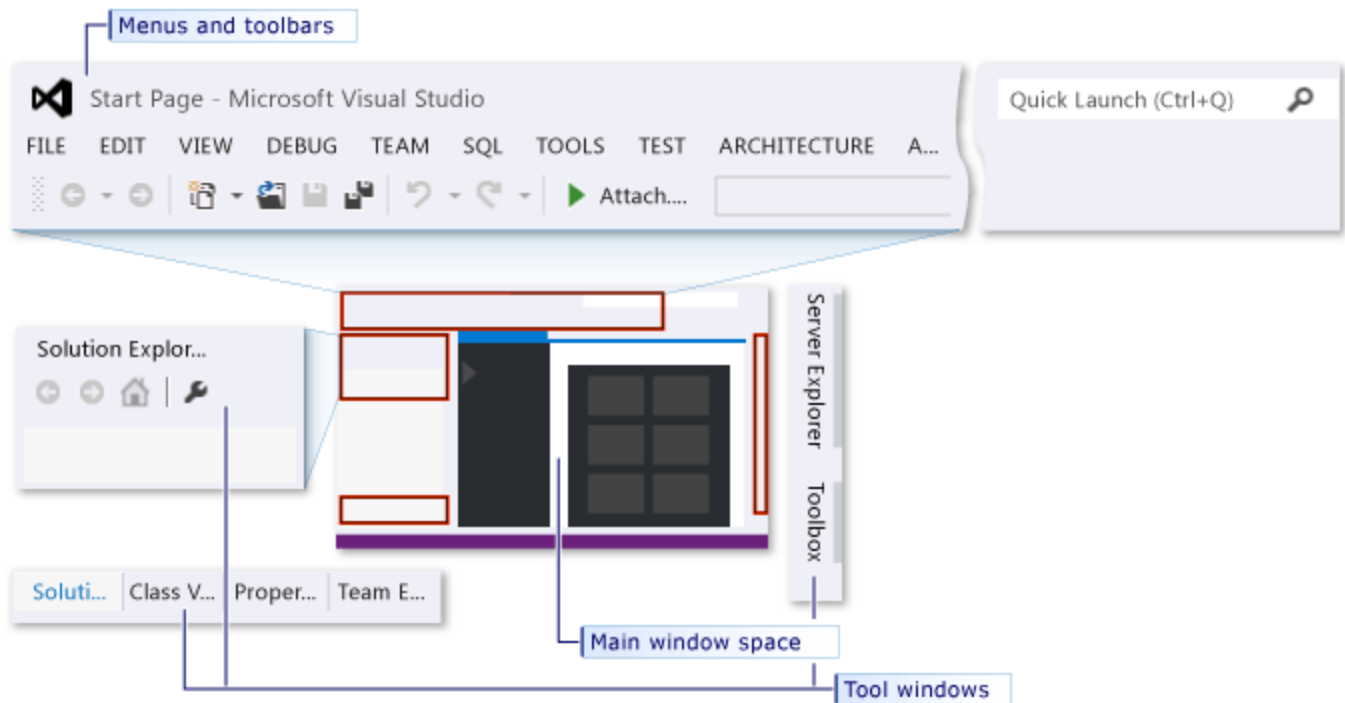 Menus and toolbars
Start Page - Microsoft Visual Studio
Quick Launch (Ctrl+Q)
FILE EDIT VIEW DEBUG TEAM SQL TOOLS TEST ARCHITECTURE A...
Attach....
Solution Explor...
Server Explorer
Toolbox
Soluti... Class V... Proper... Team E...
Main window space
Tool windows